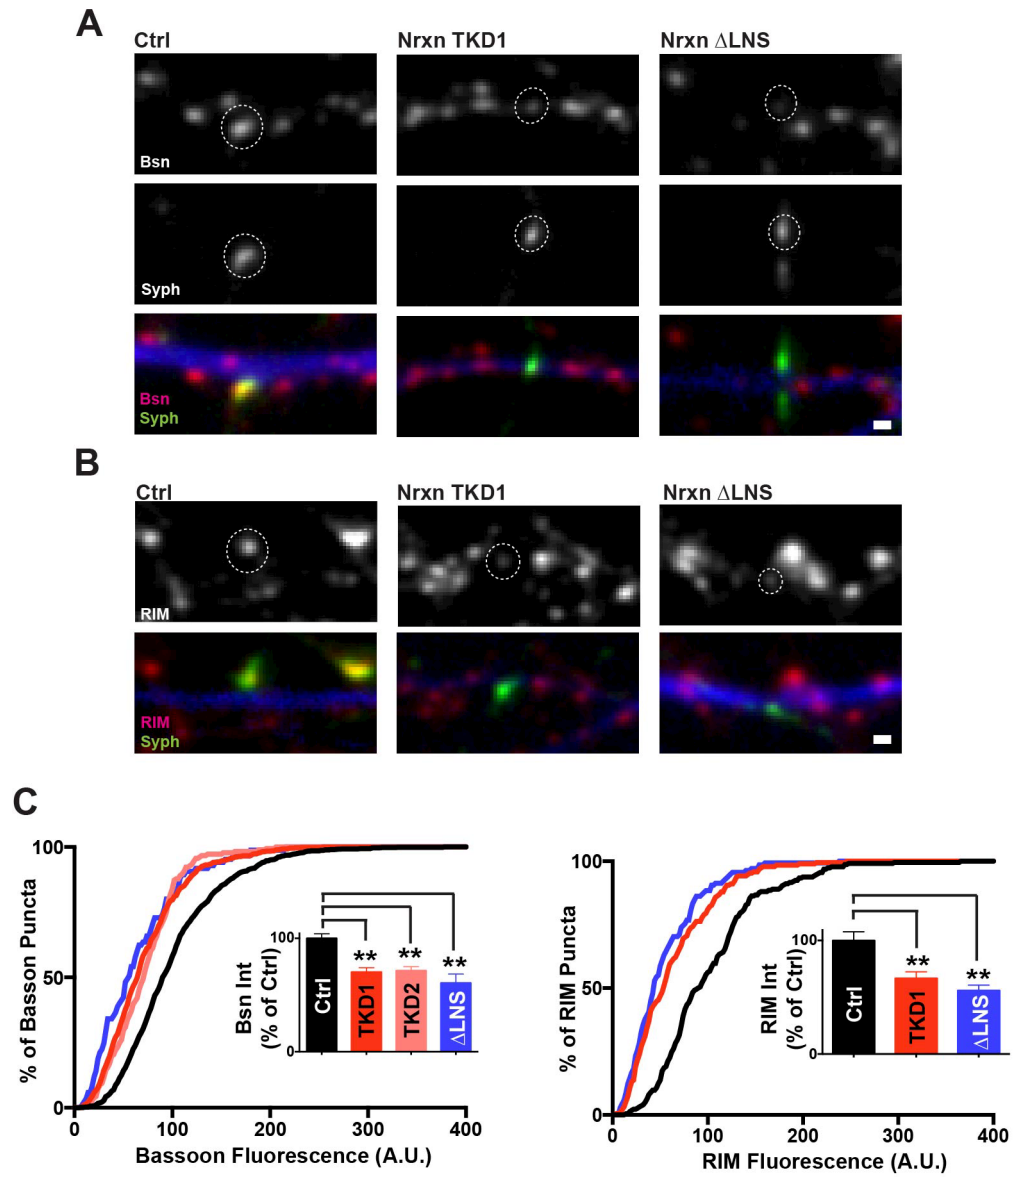 A
Ctrl
Nrxn TKD1
Nrxn ΔLNS
Bsn
Syph
Bsn
Syph
B
Ctrl
Nrxn TKD1
Nrxn ΔLNS
RIM
RIM
Syph
C
% of Basson Puncta
100
50
0
0
100
200
300
400
Bassoon Fluorescence (A.U.)
Bsn Int
(% of Ctrl)
100
0
**
**
**
Ctrl
TKD1
TKD2
ΔLNS
% of RIM Puncta
100
50
0
0
100
200
300
400
RIM Fluorescence (A.U.)
RIM Int
(% of Ctrl)
100
0
**
**
Ctrl
TKD1
ΔLNS